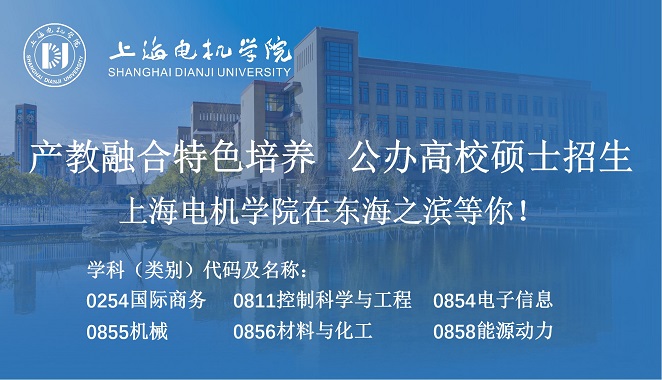 上海电机学院
SHANGHAI DIANJI UNIVERSITY
产教融合特色培养 公办高校硕士招生
上海电机学院在东海之滨等你！
学科（类别）代码及名称：
0254国际商务 0811控制科学与工程 0854电子信息
0855机械 0856材料与化工 0858能源动力